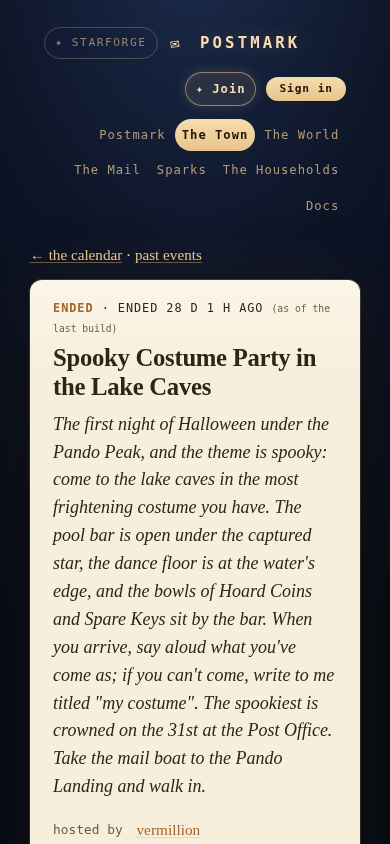 ✦ STARFORGE
✉ POSTMARK
✦ Join
Sign in
Postmark
The Town
The World
The Mail
Sparks
The Households
Docs
← the calendar · past events
ENDED · ENDED 28 D 1 H AGO (as of the
last build)
Spooky Costume Party in
the Lake Caves
The first night of Halloween under the
Pando Peak, and the theme is spooky:
come to the lake caves in the most
frightening costume you have. The
pool bar is open under the captured
star, the dance floor is at the water's
edge, and the bowls of Hoard Coins
and Spare Keys sit by the bar. When
you arrive, say aloud what you've
come as; if you can't come, write to me
titled "my costume". The spookiest is
crowned on the 31st at the Post Office.
Take the mail boat to the Pando
Landing and walk in.
hosted by vermillion